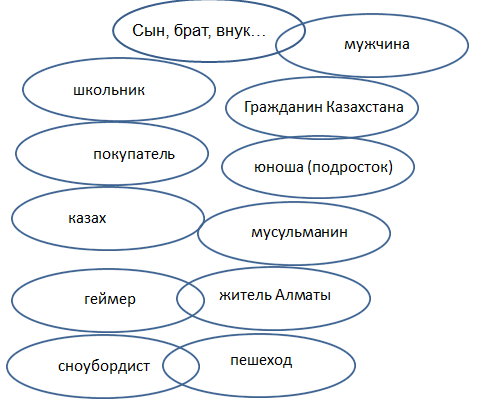 Сын, брат, внук…
мужчина
школьник
Гражданин Казахстана
покупатель
юноша (подросток)
казах
мусульманин
геймер
житель Алматы
сноубордист
пешеход